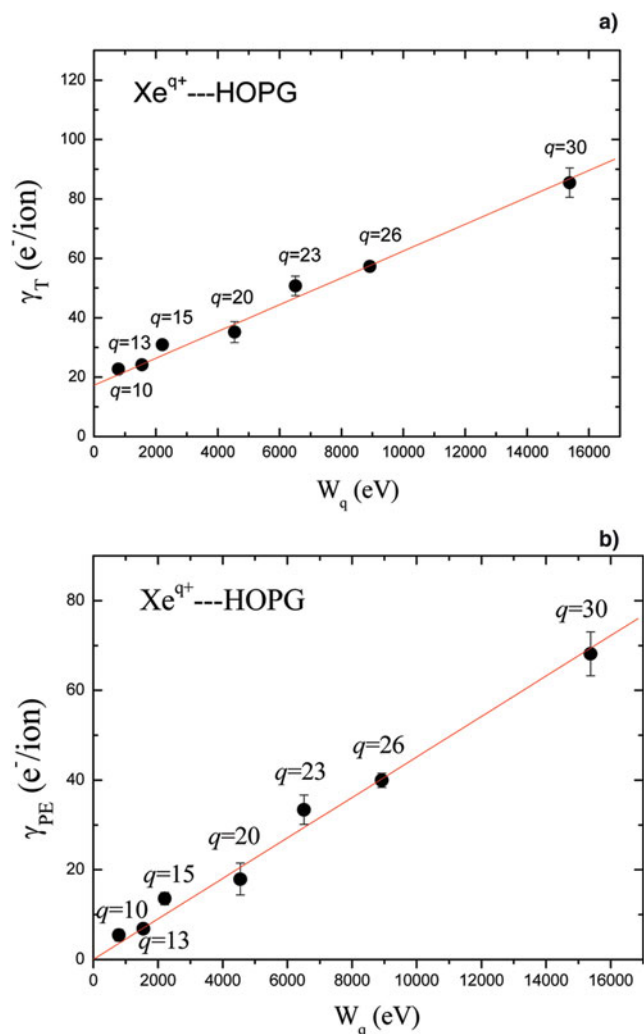 a)
120
Xe^q+---HOPG
100
q=30
80
γ_T (e^-/ion)
q=26
60
q=23
q=20
40
q=15
q=13
20
q=10
0
0 2000 4000 6000 8000 10000 12000 14000 16000
W_q (eV)
b)
80
Xe^q+---HOPG
q=30
60
γ_PE (e^-/ion)
q=26
q=23
40
q=20
20
q=15
q=10
q=13
0
0 2000 4000 6000 8000 10000 12000 14000 16000
W_q (eV)